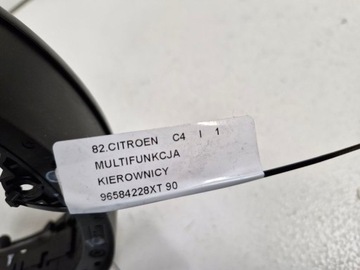 82.CITROEN C4 I 1
MULTIFUNKCJA
KIEROWNICY
96584228XT 90